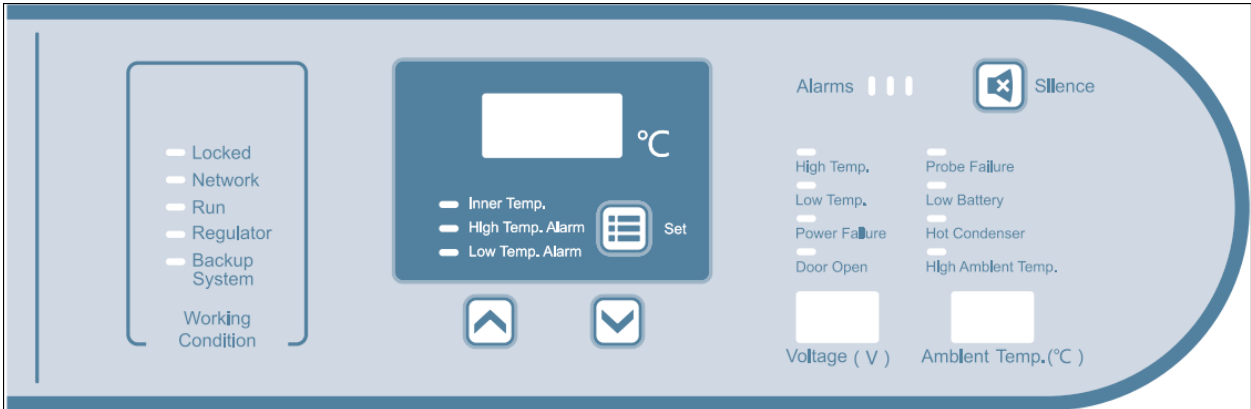 Locked
Network
Run
Regulator
Backup
System
Working
Condition
°C
Inner Temp.
High Temp. Alarm
Low Temp. Alarm
Set
Alarms
Silence
High Temp.
Probe Failure
Low Temp.
Low Battery
Power Failure
Hot Condenser
Door Open
High Ambient Temp.
Voltage ( V )
Ambient Temp.(°C )